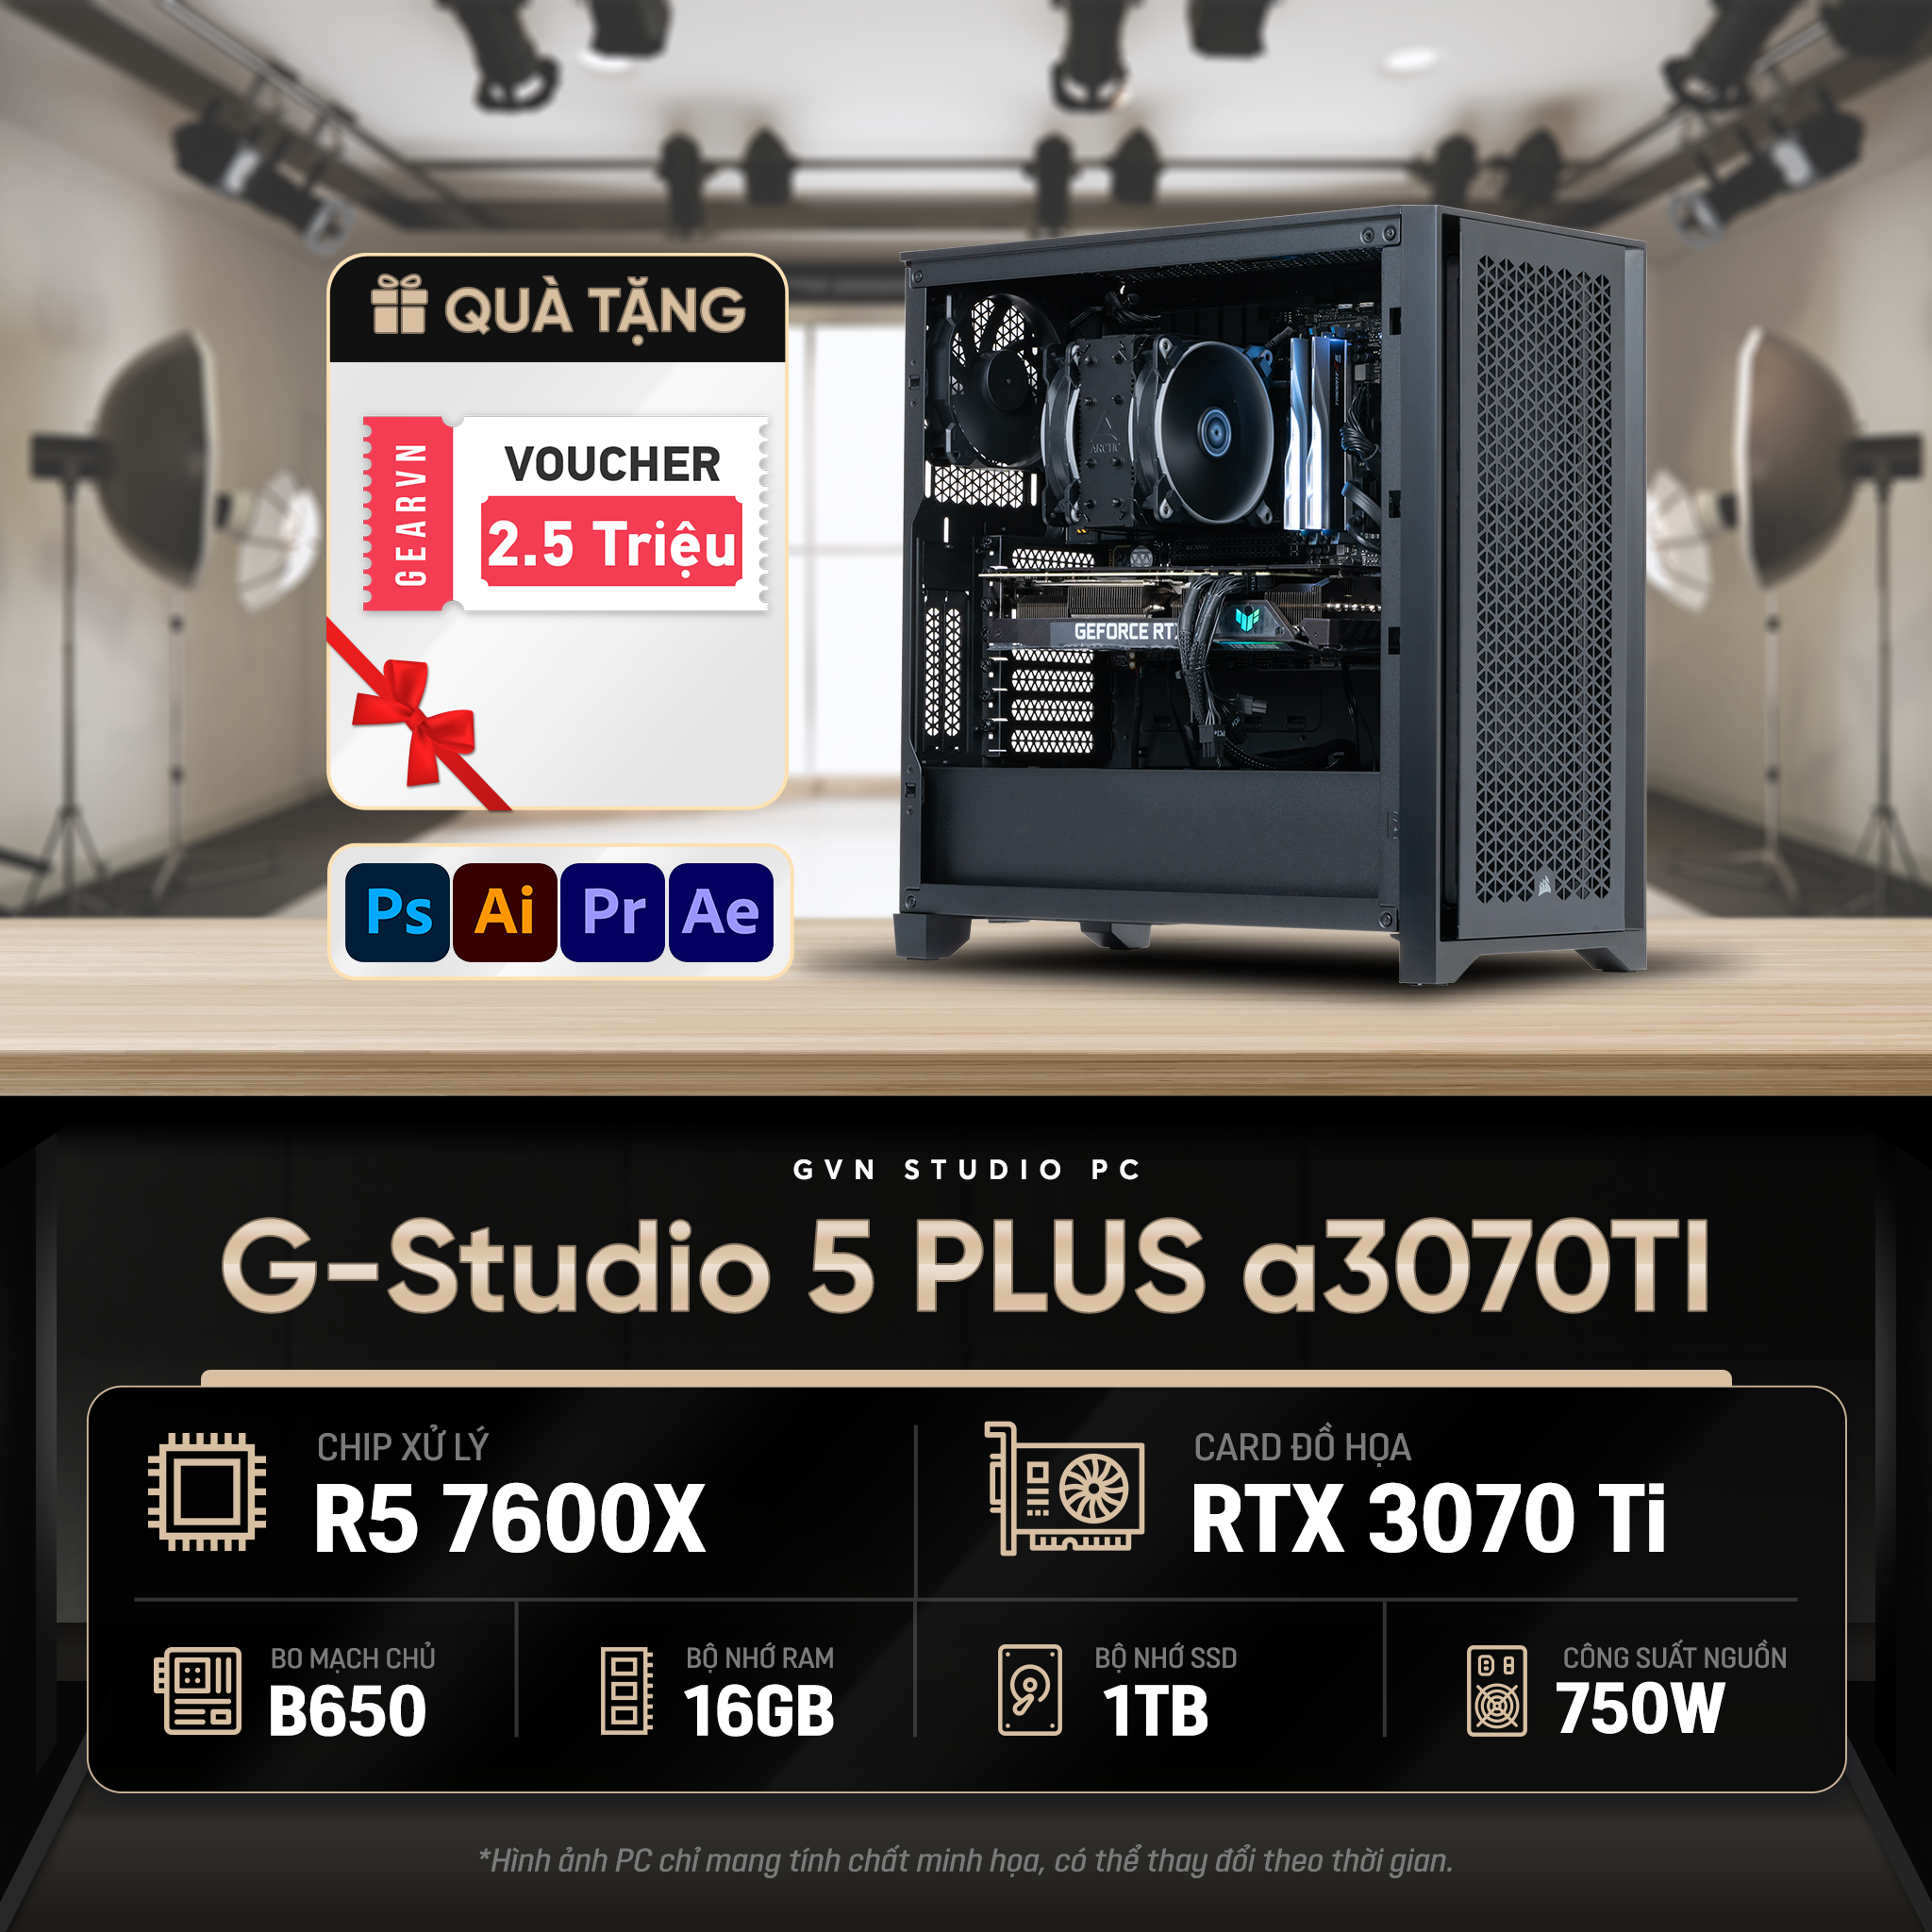 QUÀ TẶNG
GEARVN
VOUCHER
2.5 Triệu
ARCTIC
GEFORCE RTX
Ps Ai Pr Ae
GVN STUDIO PC
G-Studio 5 PLUS a3070TI
CHIP XỬ LÝ
R5 7600X
CARD ĐỒ HỌA
RTX 3070 Ti
BO MẠCH CHỦ
B650
BỘ NHỚ RAM
16GB
BỘ NHỚ SSD
1TB
CÔNG SUẤT NGUỒN
750W
*Hình ảnh PC chỉ mang tính chất minh họa, có thể thay đổi theo thời gian.